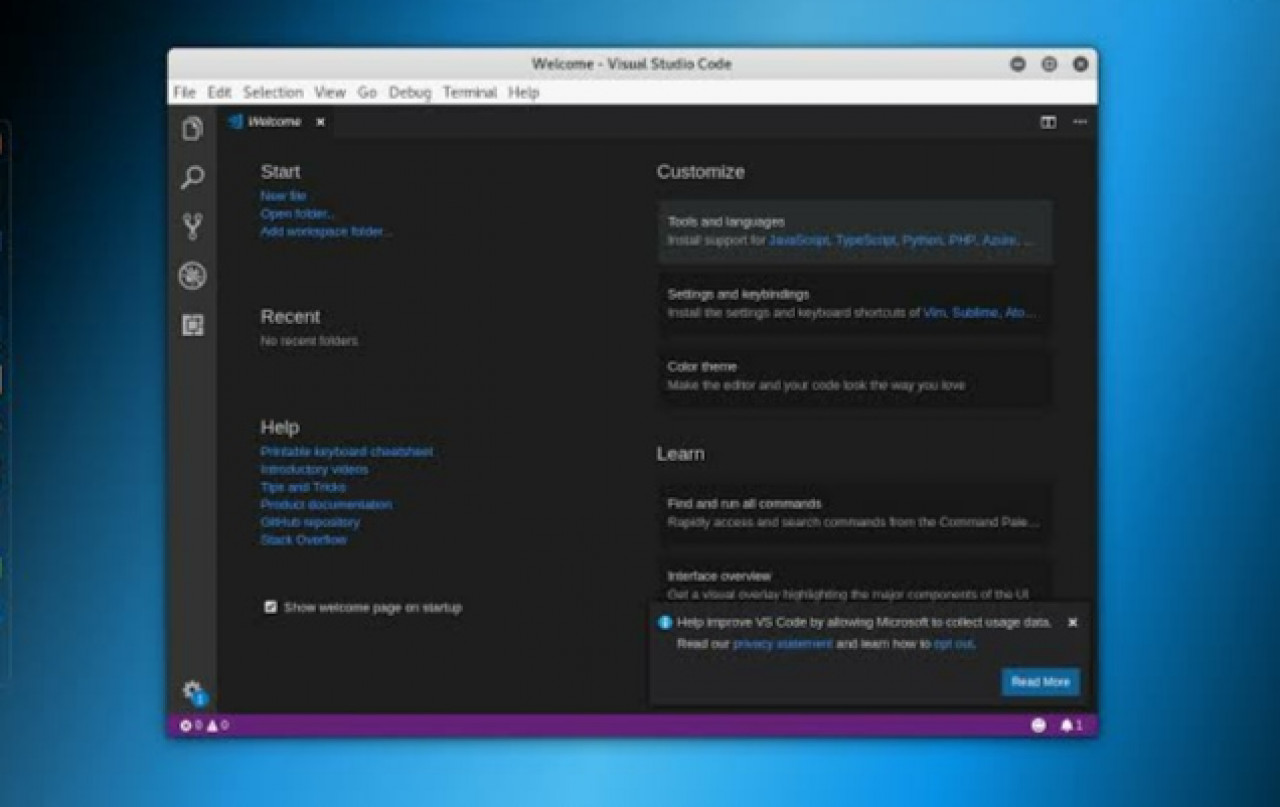 Welcome - Visual Studio Code
File Edit Selection View Go Debug Terminal Help
Welcome
Start
New file
Open folder...
Add workspace folder...
Recent
No recent folders
Help
Printable keyboard cheatsheet
Introductory videos
Tips and Tricks
Product documentation
GitHub repository
Stack Overflow
Show welcome page on startup
Customize
Tools and languages
Install support for JavaScript, TypeScript, Python, PHP, Azure, ...
Settings and keybindings
Install the settings and keyboard shortcuts of Vim, Sublime, Ato...
Color theme
Make the editor and your code look the way you love
Learn
Find and run all commands
Rapidly access and search commands from the Command Pale...
Interface overview
Get a visual overlay highlighting the major components of the UI
Help improve VS Code by allowing Microsoft to collect usage data.
Read our privacy statement and learn how to opt out.
Read More
1
0 0
1